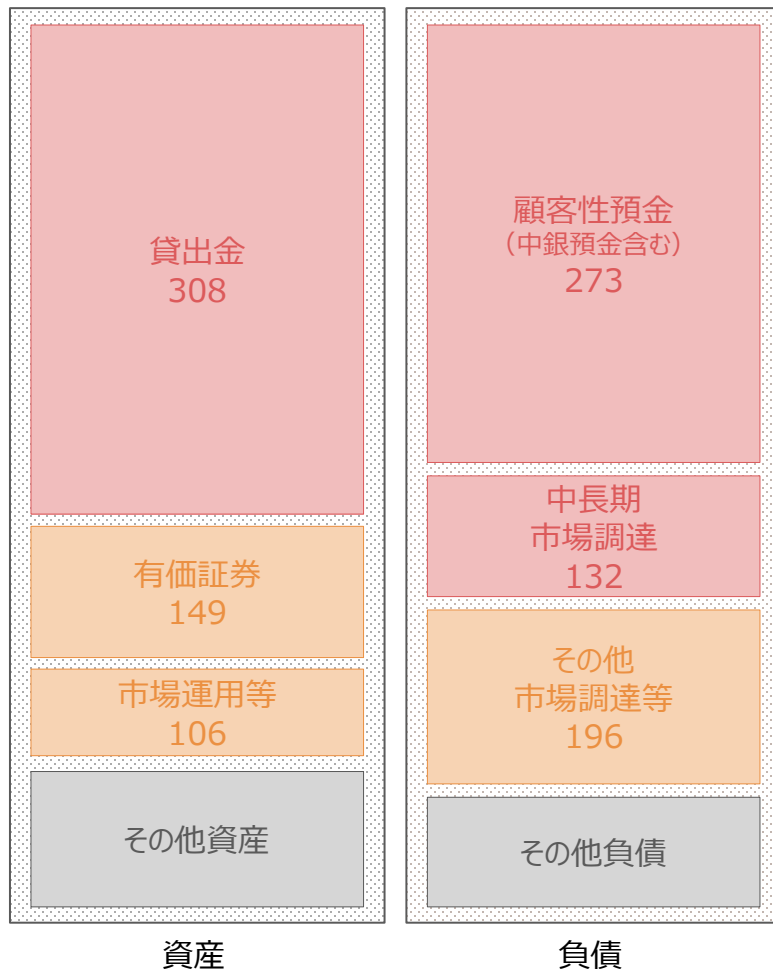 貸出金
308
有価証券
149
市場運用等
106
その他資産
資産
顧客性預金
（中銀預金含む）
273
中長期
市場調達
132
その他
市場調達等
196
その他負債
負債